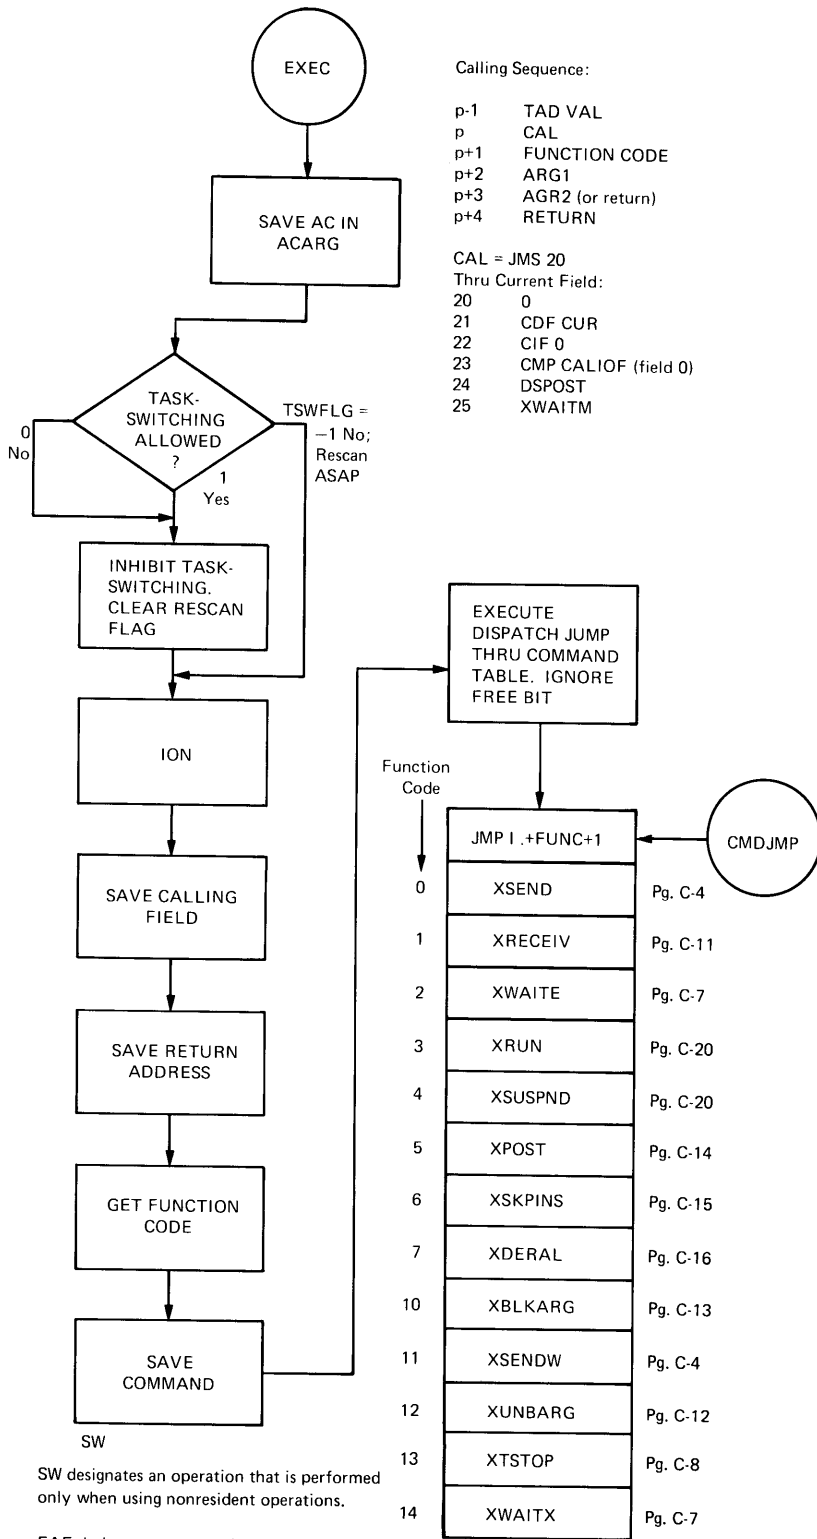 EXEC
Calling Sequence:
p-1 TAD VAL
p CAL
p+1 FUNCTION CODE
p+2 ARG1
p+3 AGR2 (or return)
p+4 RETURN
SAVE AC IN
ACARG
CAL = JMS 20
Thru Current Field:
20 0
21 CDF CUR
22 CIF 0
23 CMP CALIOF (field 0)
24 DSPOST
25 XWAITM
TASK-
SWITCHING
ALLOWED
?
0
No
1
Yes
TSWFLG =
−1 No;
Rescan
ASAP
INHIBIT TASK-
SWITCHING.
CLEAR RESCAN
FLAG
ION
SAVE CALLING
FIELD
SAVE RETURN
ADDRESS
GET FUNCTION
CODE
SAVE
COMMAND
SW
EXECUTE
DISPATCH JUMP
THRU COMMAND
TABLE. IGNORE
FREE BIT
Function
Code
JMP I .+FUNC+1
CMDJMP
0 XSEND Pg. C-4
1 XRECEIV Pg. C-11
2 XWAITE Pg. C-7
3 XRUN Pg. C-20
4 XSUSPND Pg. C-20
5 XPOST Pg. C-14
6 XSKPINS Pg. C-15
7 XDERAL Pg. C-16
10 XBLKARG Pg. C-13
11 XSENDW Pg. C-4
12 XUNBARG Pg. C-12
13 XTSTOP Pg. C-8
14 XWAITX Pg. C-7
SW designates an operation that is performed
only when using nonresident operations.